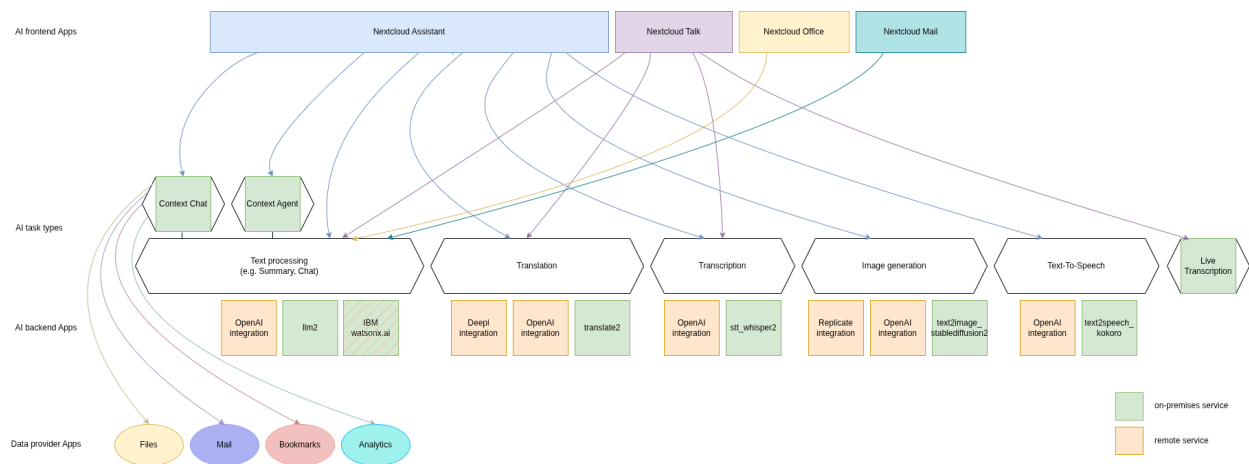 AI frontend Apps
Nextcloud Assistant
Nextcloud Talk
Nextcloud Office
Nextcloud Mail
Context Chat
Context Agent
AI task types
Text processing
(e.g. Summary, Chat)
Translation
Transcription
Image generation
Text-To-Speech
Live
Transcription
AI backend Apps
OpenAI
integration
llm2
IBM
watsonx.ai
Deepl
integration
OpenAI
integration
translate2
OpenAI
integration
stt_whisper2
Replicate
integration
OpenAI
integration
text2image_
stablediffusion2
OpenAI
integration
text2speech_
kokoro
on-premises service
remote service
Data provider Apps
Files
Mail
Bookmarks
Analytics